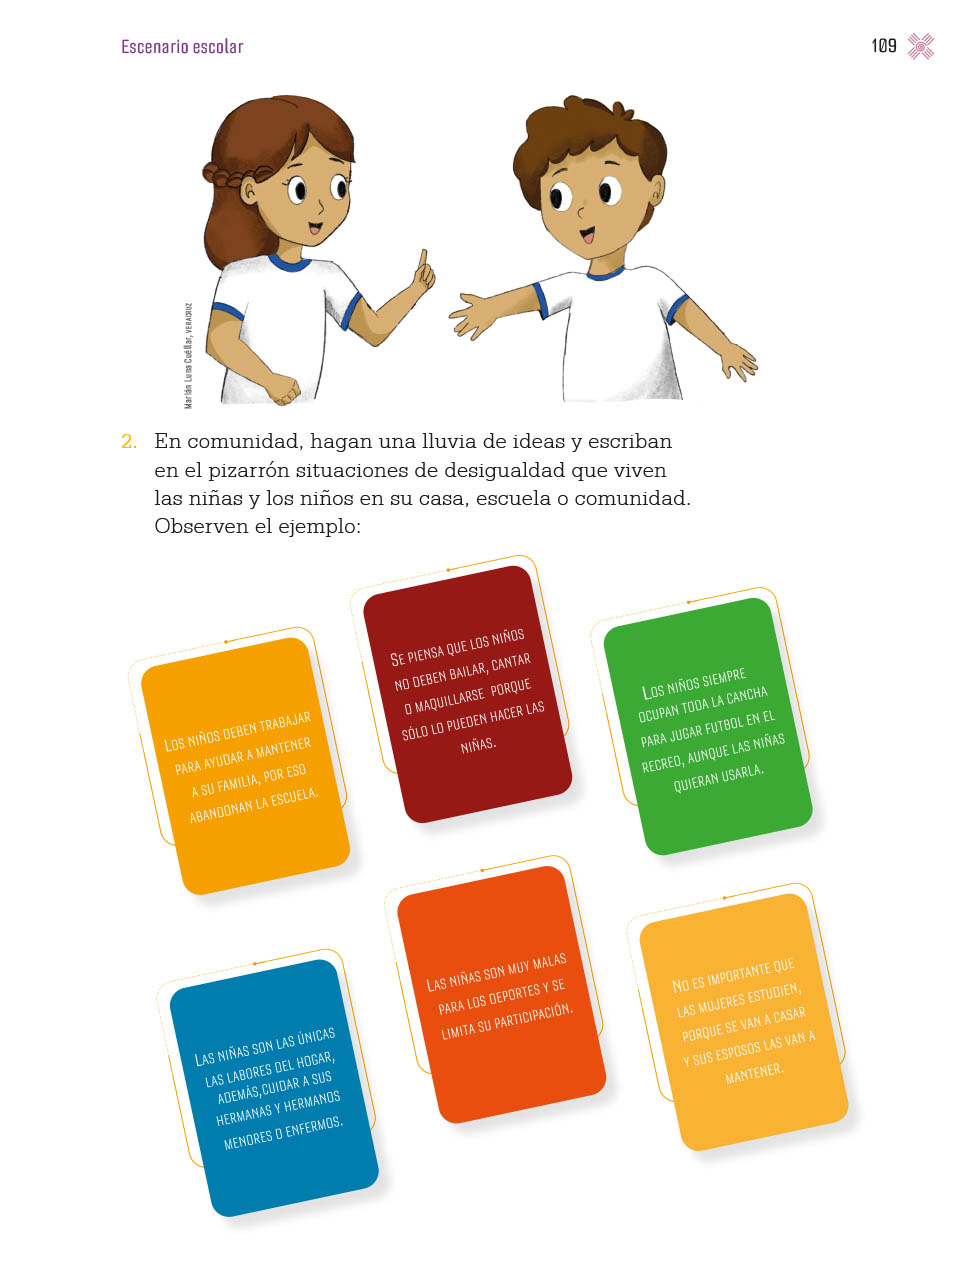 Escenario escolar
109
Marián Luna Cuéllar, VERACRUZ
2. En comunidad, hagan una lluvia de ideas y escriban
en el pizarrón situaciones de desigualdad que viven
las niñas y los niños en su casa, escuela o comunidad.
Observen el ejemplo:
Los niños deben trabajar
para ayudar a mantener
a su familia, por eso
abandonan la escuela.
Se piensa que los niños
no deben bailar, cantar
o maquillarse porque
sólo lo pueden hacer las
niñas.
Los niños siempre
ocupan toda la cancha
para jugar futbol en el
recreo, aunque las niñas
quieran usarla.
Las niñas son las únicas
las labores del hogar,
además,cuidar a sus
hermanas y hermanos
menores o enfermos.
Las niñas son muy malas
para los deportes y se
limita su participación.
No es importante que
las mujeres estudien,
porque se van a casar
y sus esposos las van a
mantener.